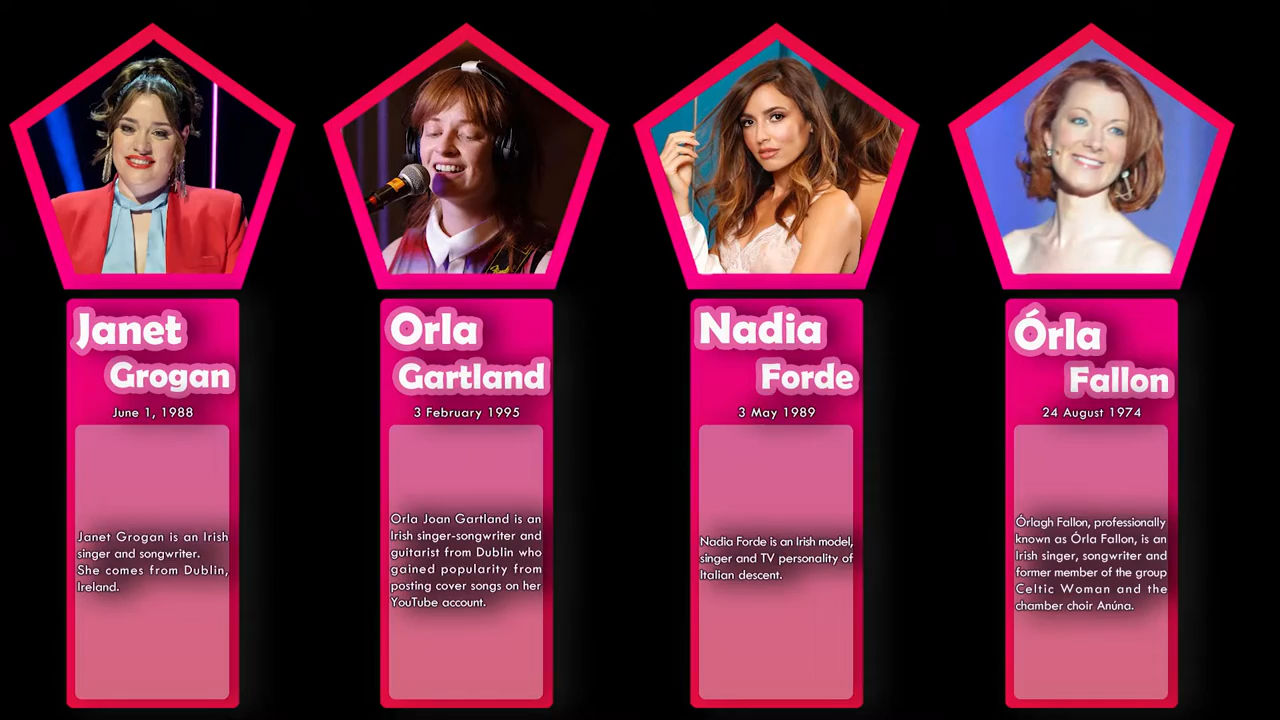 Janet
Grogan
June 1, 1988
Janet Grogan is an Irish
singer and songwriter.
She comes from Dublin,
Ireland.
Orla
Gartland
3 February 1995
Orla Joan Gartland is an
Irish singer-songwriter and
guitarist from Dublin who
gained popularity from
posting cover songs on her
YouTube account.
Nadia
Forde
3 May 1989
Nadia Forde is an Irish model,
singer and TV personality of
Italian descent.
Órla
Fallon
24 August 1974
Órlagh Fallon, professionally
known as Órla Fallon, is an
Irish singer, songwriter and
former member of the group
Celtic Woman and the
chamber choir Anúna.